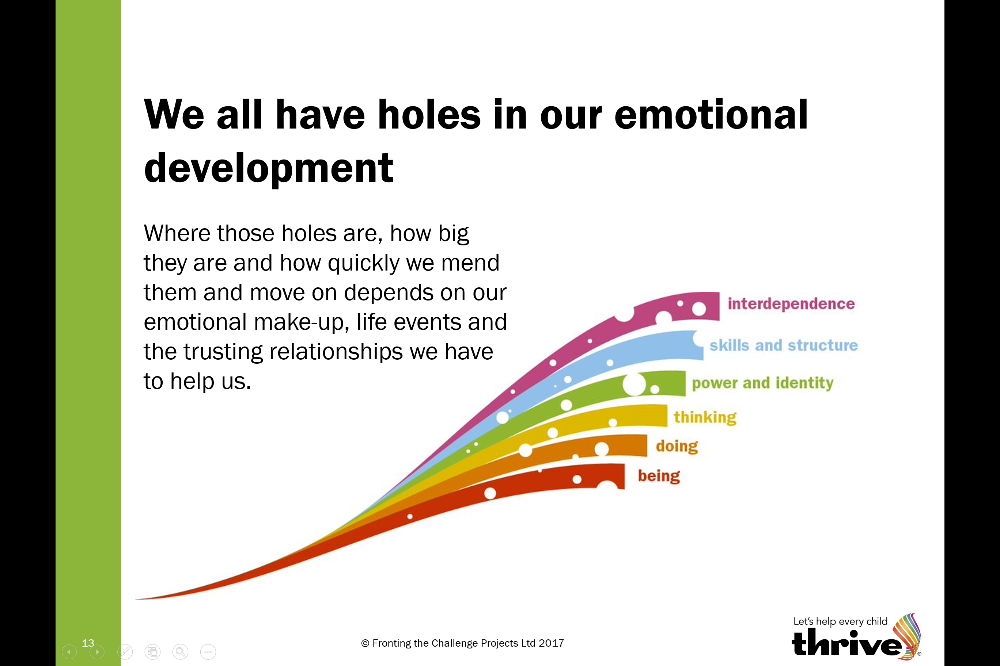 We all have holes in our emotional
development
Where those holes are, how big
they are and how quickly we mend
them and move on depends on our
emotional make-up, life events and
the trusting relationships we have
to help us.
interdependence
skills and structure
power and identity
thinking
doing
being
13
© Fronting the Challenge Projects Ltd 2017
Let's help every child
thrive®